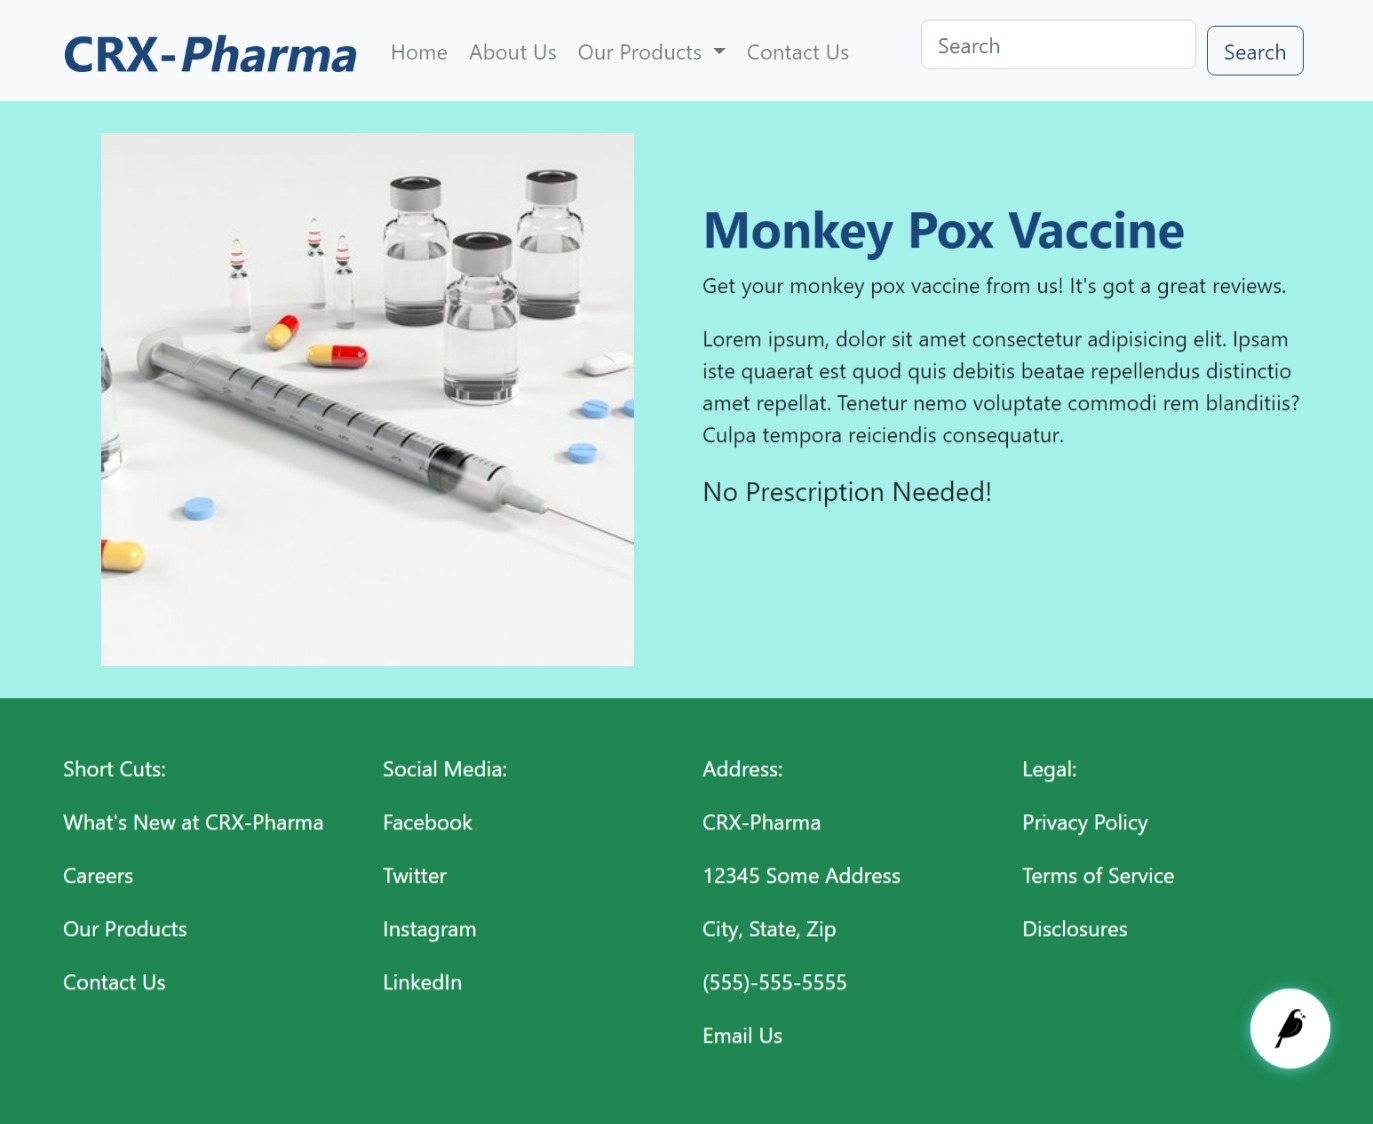 CRX-Pharma
Home About Us Our Products Contact Us
Search
Search
Monkey Pox Vaccine
Get your monkey pox vaccine from us! It's got a great reviews.
Lorem ipsum, dolor sit amet consectetur adipisicing elit. Ipsam
iste quaerat est quod quis debitis beatae repellendus distinctio
amet repellat. Tenetur nemo voluptate commodi rem blanditiis?
Culpa tempora reiciendis consequatur.
No Prescription Needed!
Short Cuts:
What's New at CRX-Pharma
Careers
Our Products
Contact Us
Social Media:
Facebook
Twitter
Instagram
LinkedIn
Address:
CRX-Pharma
12345 Some Address
City, State, Zip
(555)-555-5555
Email Us
Legal:
Privacy Policy
Terms of Service
Disclosures